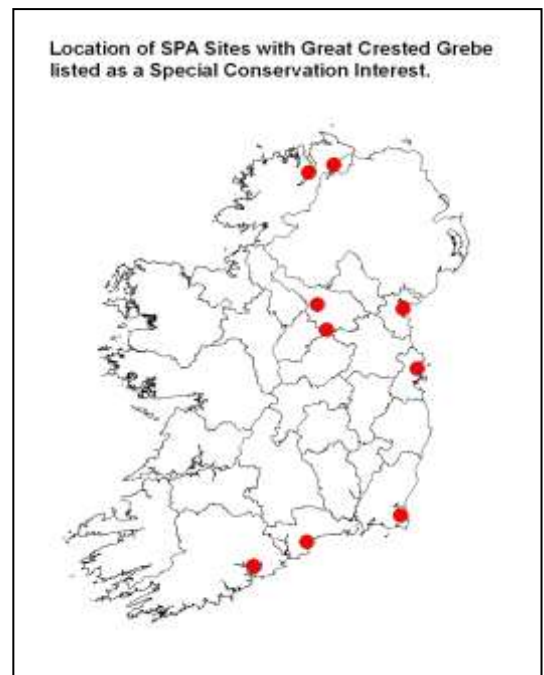 Location of SPA Sites with Great Crested Grebe
listed as a Special Conservation Interest.